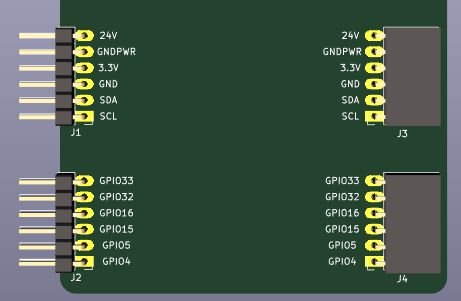 24V
GNDPWR
3.3V
GND
SDA
SCL
J1
24V
GNDPWR
3.3V
GND
SDA
SCL
J3
GPIO33
GPIO32
GPIO16
GPIO15
GPIO5
GPIO4
J2
GPIO33
GPIO32
GPIO16
GPIO15
GPIO5
GPIO4
J4